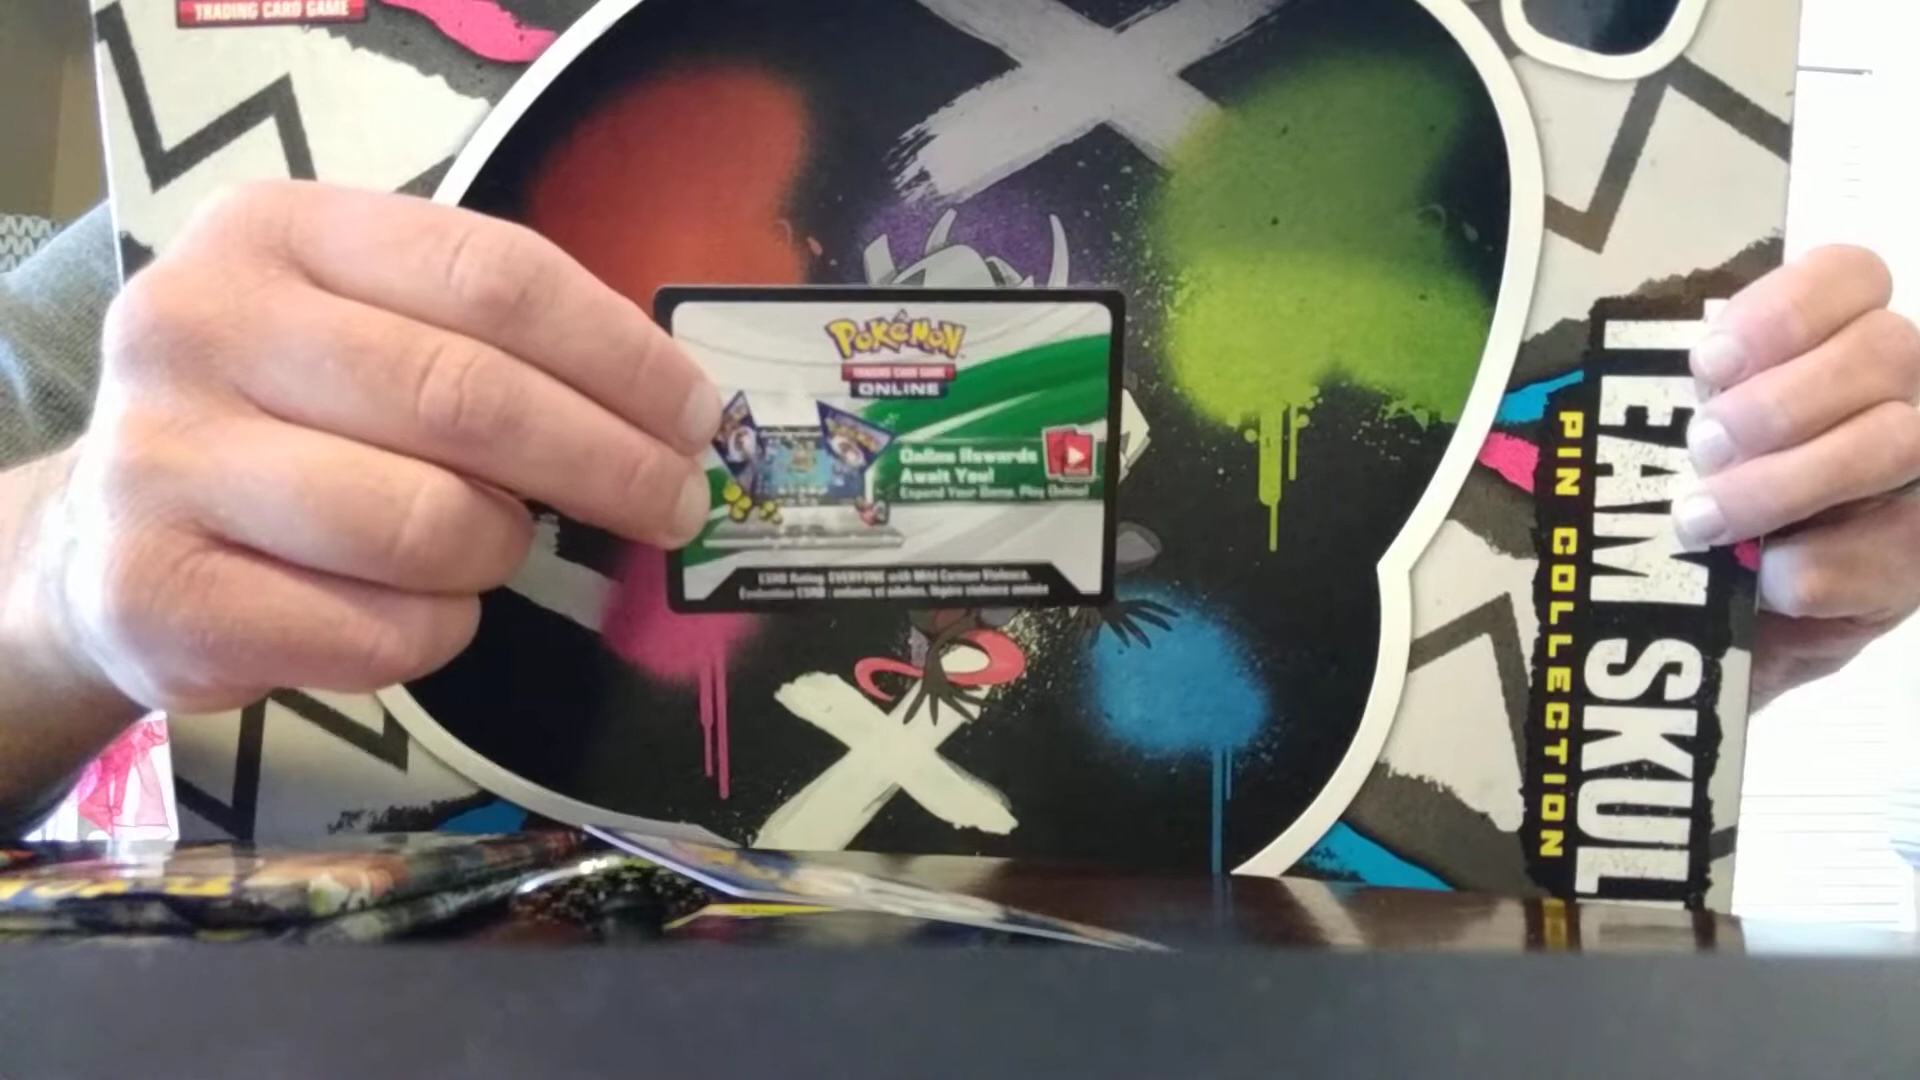 TRADING CARD GAME
POKéMON
TRADING CARD GAME
ONLINE
Online Rewards
Await You!
Expand Your Game. Play Online!
ESRB Rating: EVERYONE with Mild Cartoon Violence.
TEAM SKUL
PIN COLLECTION